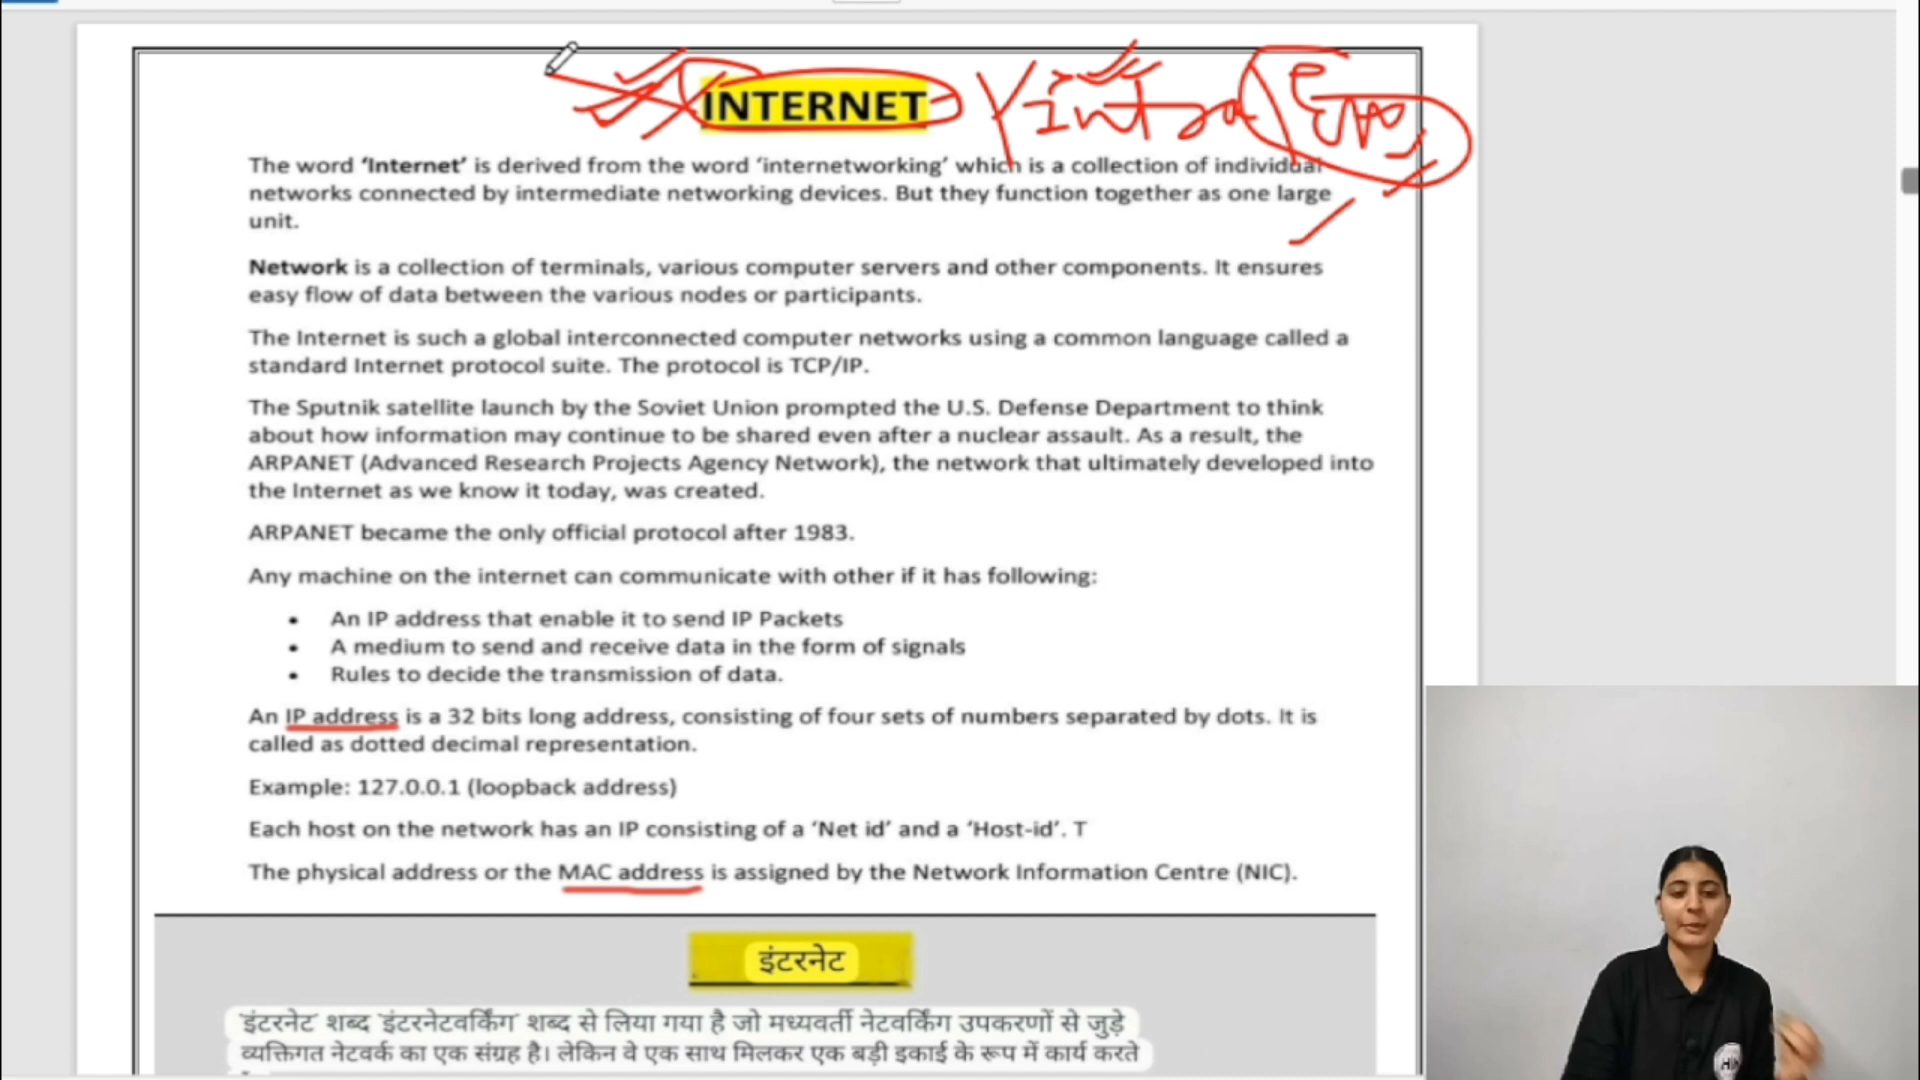 INTERNET
intra
The word ‘Internet’ is derived from the word ‘internetworking’ which is a collection of individual
networks connected by intermediate networking devices. But they function together as one large
unit.
Network is a collection of terminals, various computer servers and other components. It ensures
easy flow of data between the various nodes or participants.
The Internet is such a global interconnected computer networks using a common language called a
standard Internet protocol suite. The protocol is TCP/IP.
The Sputnik satellite launch by the Soviet Union prompted the U.S. Defense Department to think
about how information may continue to be shared even after a nuclear assault. As a result, the
ARPANET (Advanced Research Projects Agency Network), the network that ultimately developed into
the Internet as we know it today, was created.
ARPANET became the only official protocol after 1983.
Any machine on the internet can communicate with other if it has following:
• An IP address that enable it to send IP Packets
• A medium to send and receive data in the form of signals
• Rules to decide the transmission of data.
An IP address is a 32 bits long address, consisting of four sets of numbers separated by dots. It is
called as dotted decimal representation.
Example: 127.0.0.1 (loopback address)
Each host on the network has an IP consisting of a ‘Net id’ and a ‘Host-id’. T
The physical address or the MAC address is assigned by the Network Information Centre (NIC).
इंटरनेट
'इंटरनेट' शब्द 'इंटरनेटवर्किंग' शब्द से लिया गया है जो मध्यवर्ती नेटवर्किंग उपकरणों से जुड़े
व्यक्तिगत नेटवर्क का एक संग्रह है। लेकिन वे एक साथ मिलकर एक बड़ी इकाई के रूप में कार्य करते